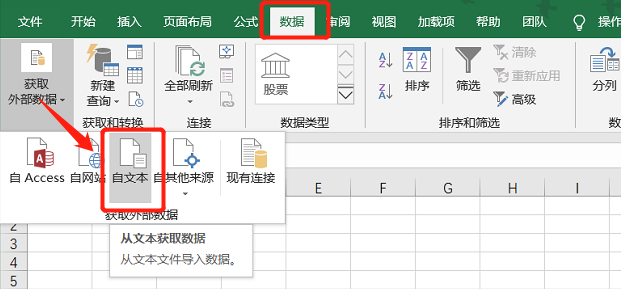 文件 开始 插入 页面布局 公式 数据 审阅 视图 加载项 帮助 团队 操作
获取
外部数据
新建
查询
全部刷新
股票
排序
筛选
清除
重新应用
高级
分列
获取和转换 连接 数据类型 排序和筛选
自 Access 自网站 自文本 自其他来源 现有连接
获取外部数据
E F G H I
从文本获取数据
从文本文件导入数据。
2
3
4
5